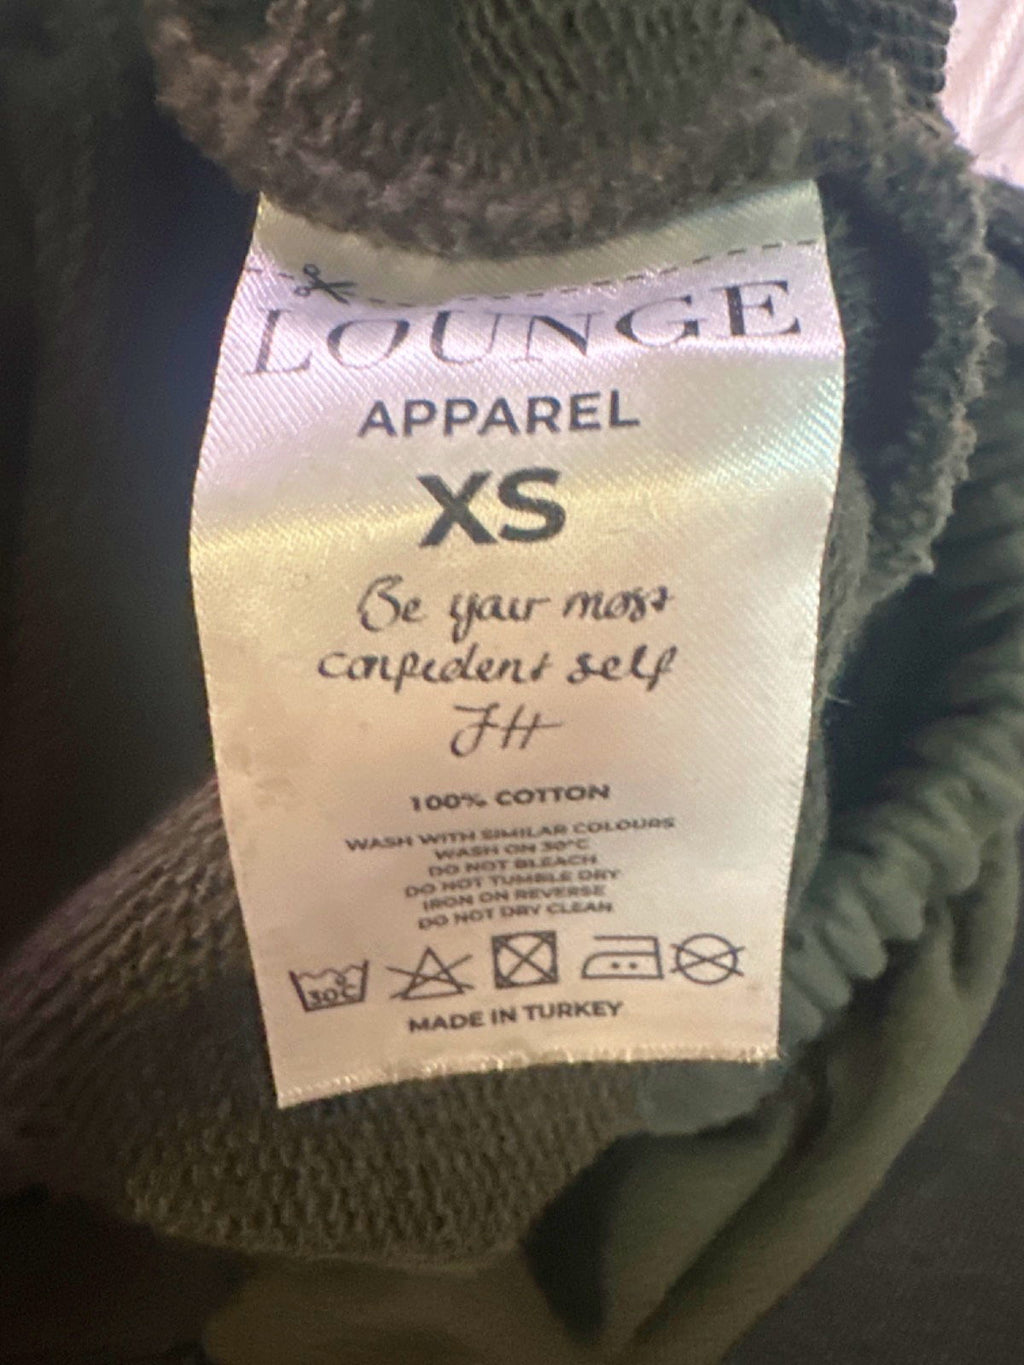 LOUNGE
APPAREL
XS
Be your most
confident self
JH
100% COTTON
WASH WITH SIMILAR COLOURS
WASH ON 30°C
DO NOT BLEACH
DO NOT TUMBLE DRY
IRON ON REVERSE
DO NOT DRY CLEAN
30°C
MADE IN TURKEY